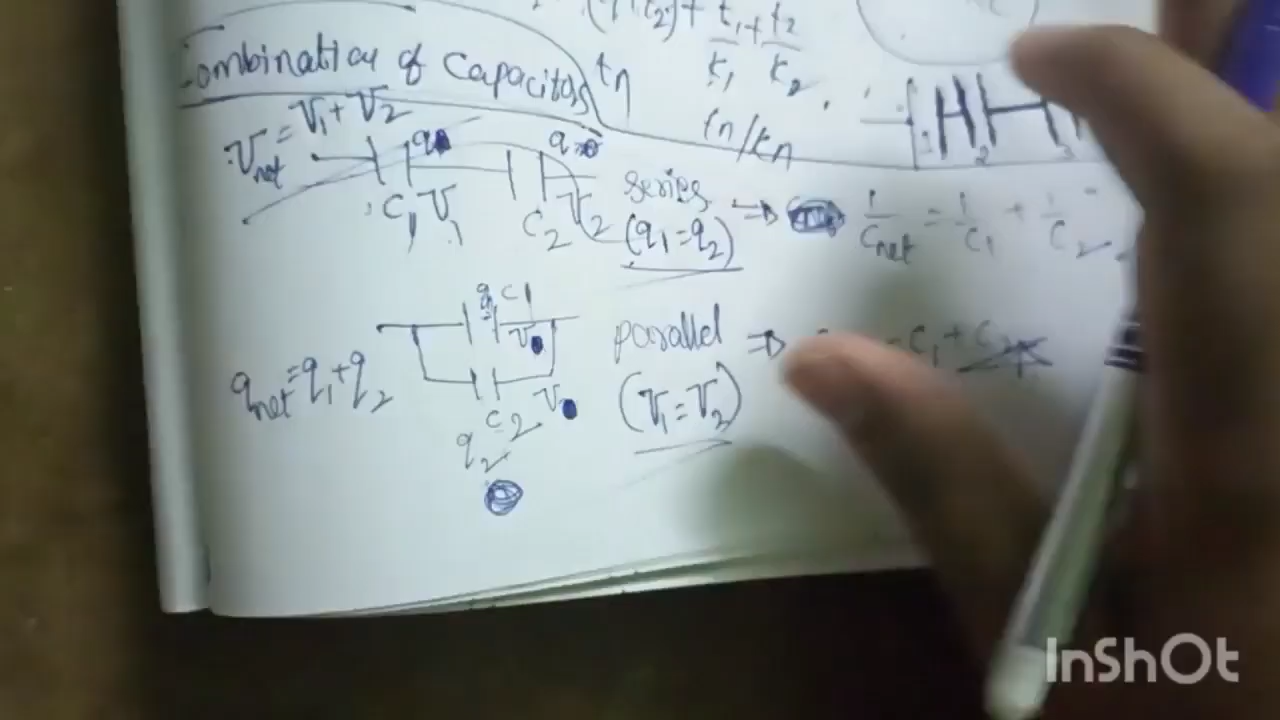 t₁/k₁ + t₂/k₂
Combination of Capacitors
tn
tn/kn
Vnet = V₁ + V₂
q
q
C₁ V₁
C₂ V₂
series
(q₁=q₂)
⇒ 1/Cnet = 1/C₁ + 1/C₂
2
3
qnet = q₁ + q₂
C₁
V
C₂ V
q₂
parallel ⇒ = C₁ + C₂
(V₁ = V₂)
InShOt